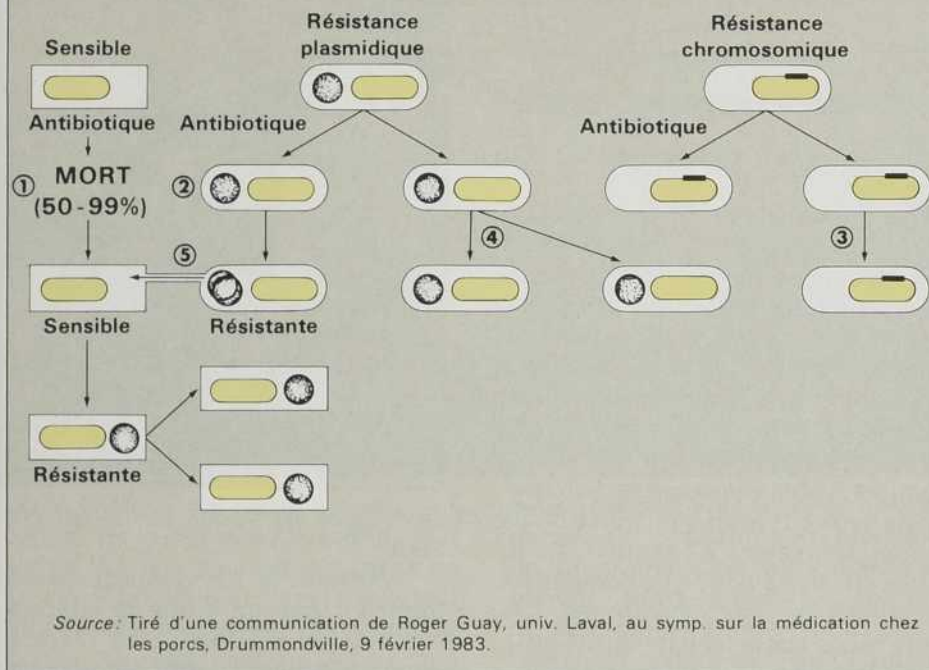 Sensible
Résistance
plasmidique
Résistance
chromosomique
Antibiotique
Antibiotique
Antibiotique
① MORT
(50-99%)
②
④
③
⑤
Sensible
Résistante
Résistante
Source: Tiré d'une communication de Roger Guay, univ. Laval, au symp. sur la médication chez
les porcs, Drummondville, 9 février 1983.